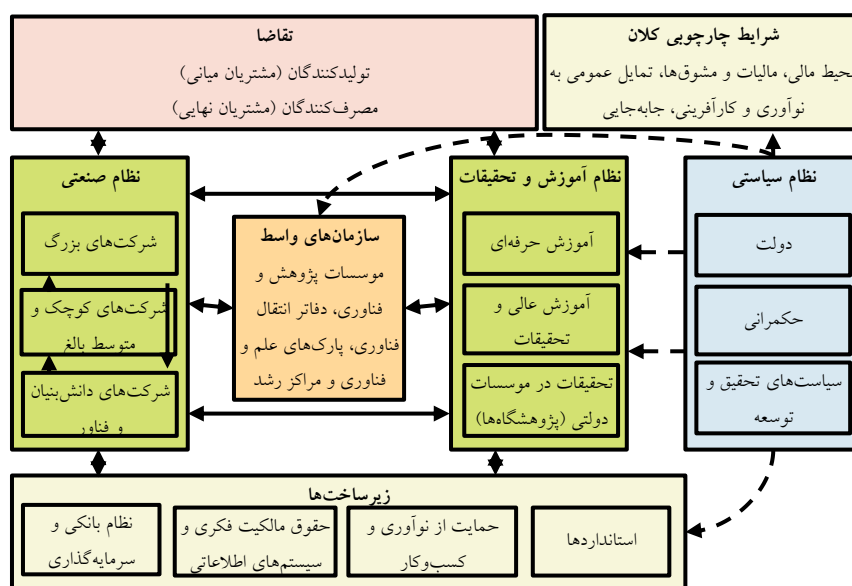 شرایط چارچوبی کلان
محیط مالی، مالیات و مشوق‌ها، تمایل عمومی به
نوآوری و کارآفرینی، جابه‌جایی
تقاضا
تولیدکنندگان (مشتریان میانی)
مصرف‌کنندگان (مشتریان نهایی)
نظام سیاستی
دولت
حکمرانی
سیاست‌های تحقیق و
توسعه
نظام آموزش و تحقیقات
آموزش حرفه‌ای
آموزش عالی و
تحقیقات
تحقیقات در موسسات
دولتی (پژوهشگاه‌ها)
سازمان‌های واسط
موسسات پژوهش و
فناوری، دفاتر انتقال
فناوری، پارک‌های علم و
فناوری و مراکز رشد
نظام صنعتی
شرکت‌های بزرگ
شرکت‌های کوچک و
متوسط بالغ
شرکت‌های دانش‌بنیان
و فناور
زیرساخت‌ها
استانداردها
حمایت از نوآوری و
کسب‌وکار
حقوق مالکیت فکری و
سیستم‌های اطلاعاتی
نظام بانکی و
سرمایه‌گذاری